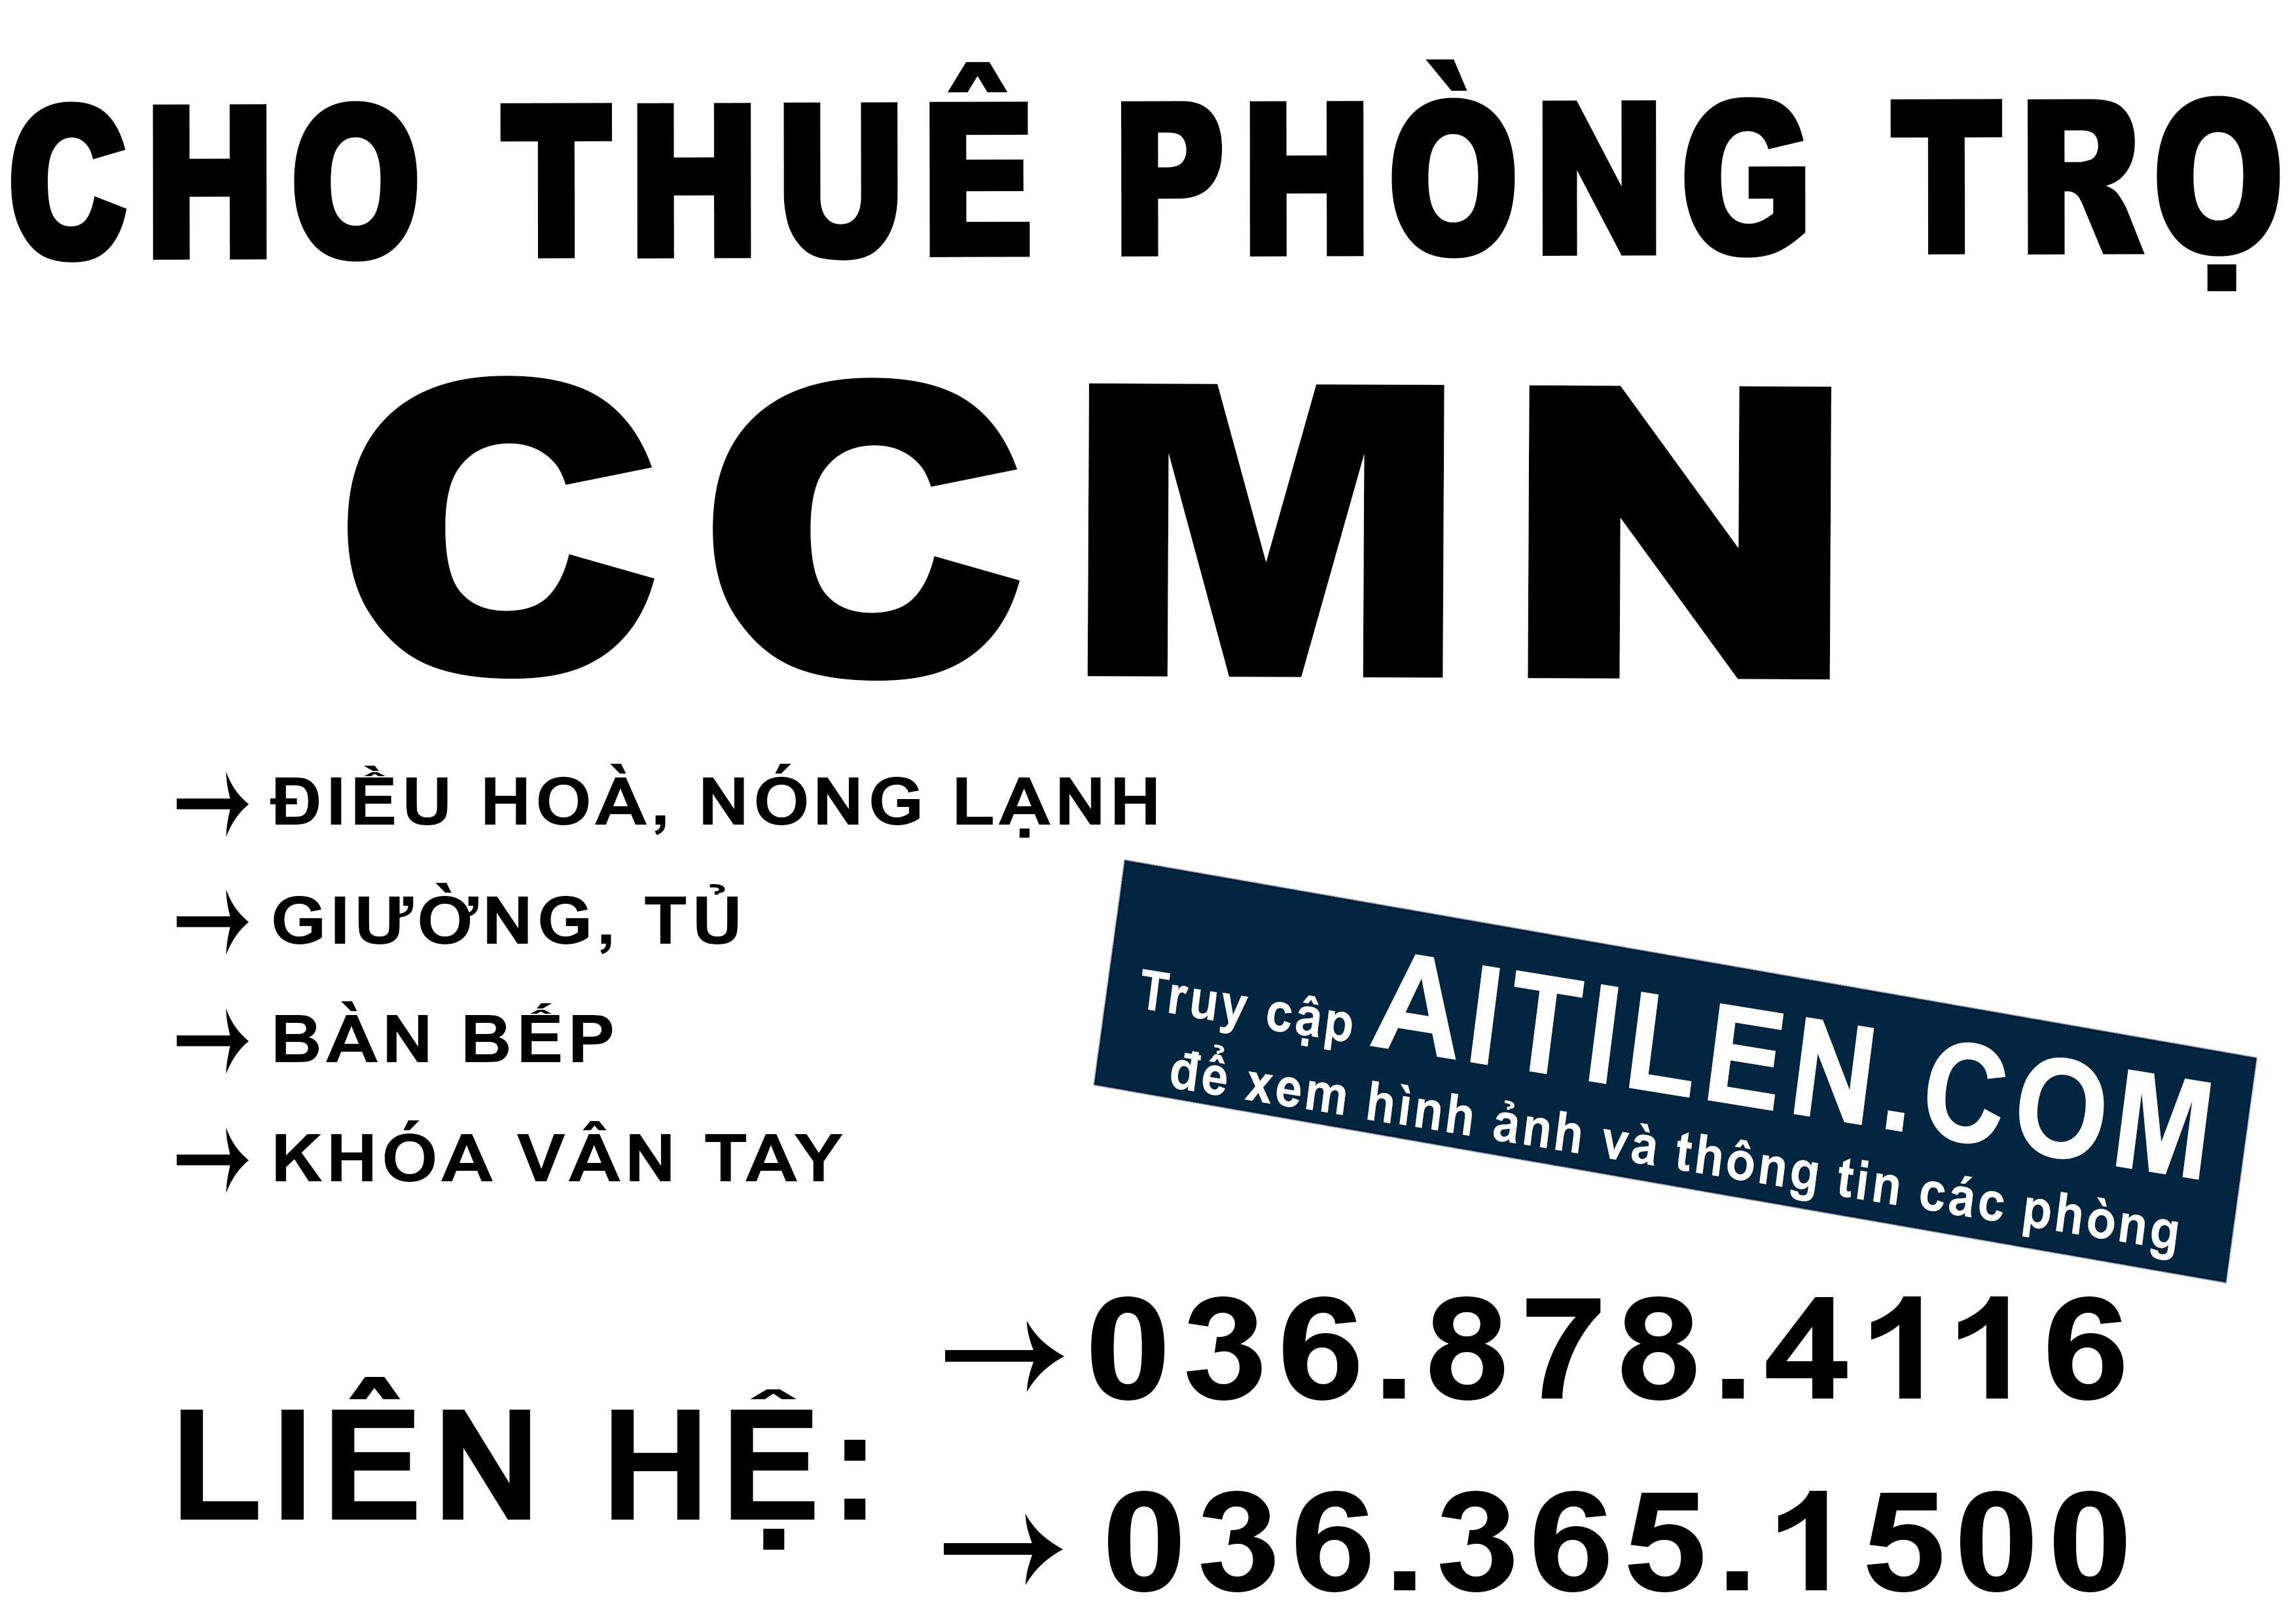 CHO THUÊ PHÒNG TRỌ
CCMN
→ ĐIỀU HOÀ, NÓNG LẠNH
→ GIƯỜNG, TỦ
→ BÀN BẾP
→ KHÓA VÂN TAY
Truy cập AITILEN.COM
để xem hình ảnh và thông tin các phòng
LIÊN HỆ:
→ 036.878.4116
→ 036.365.1500